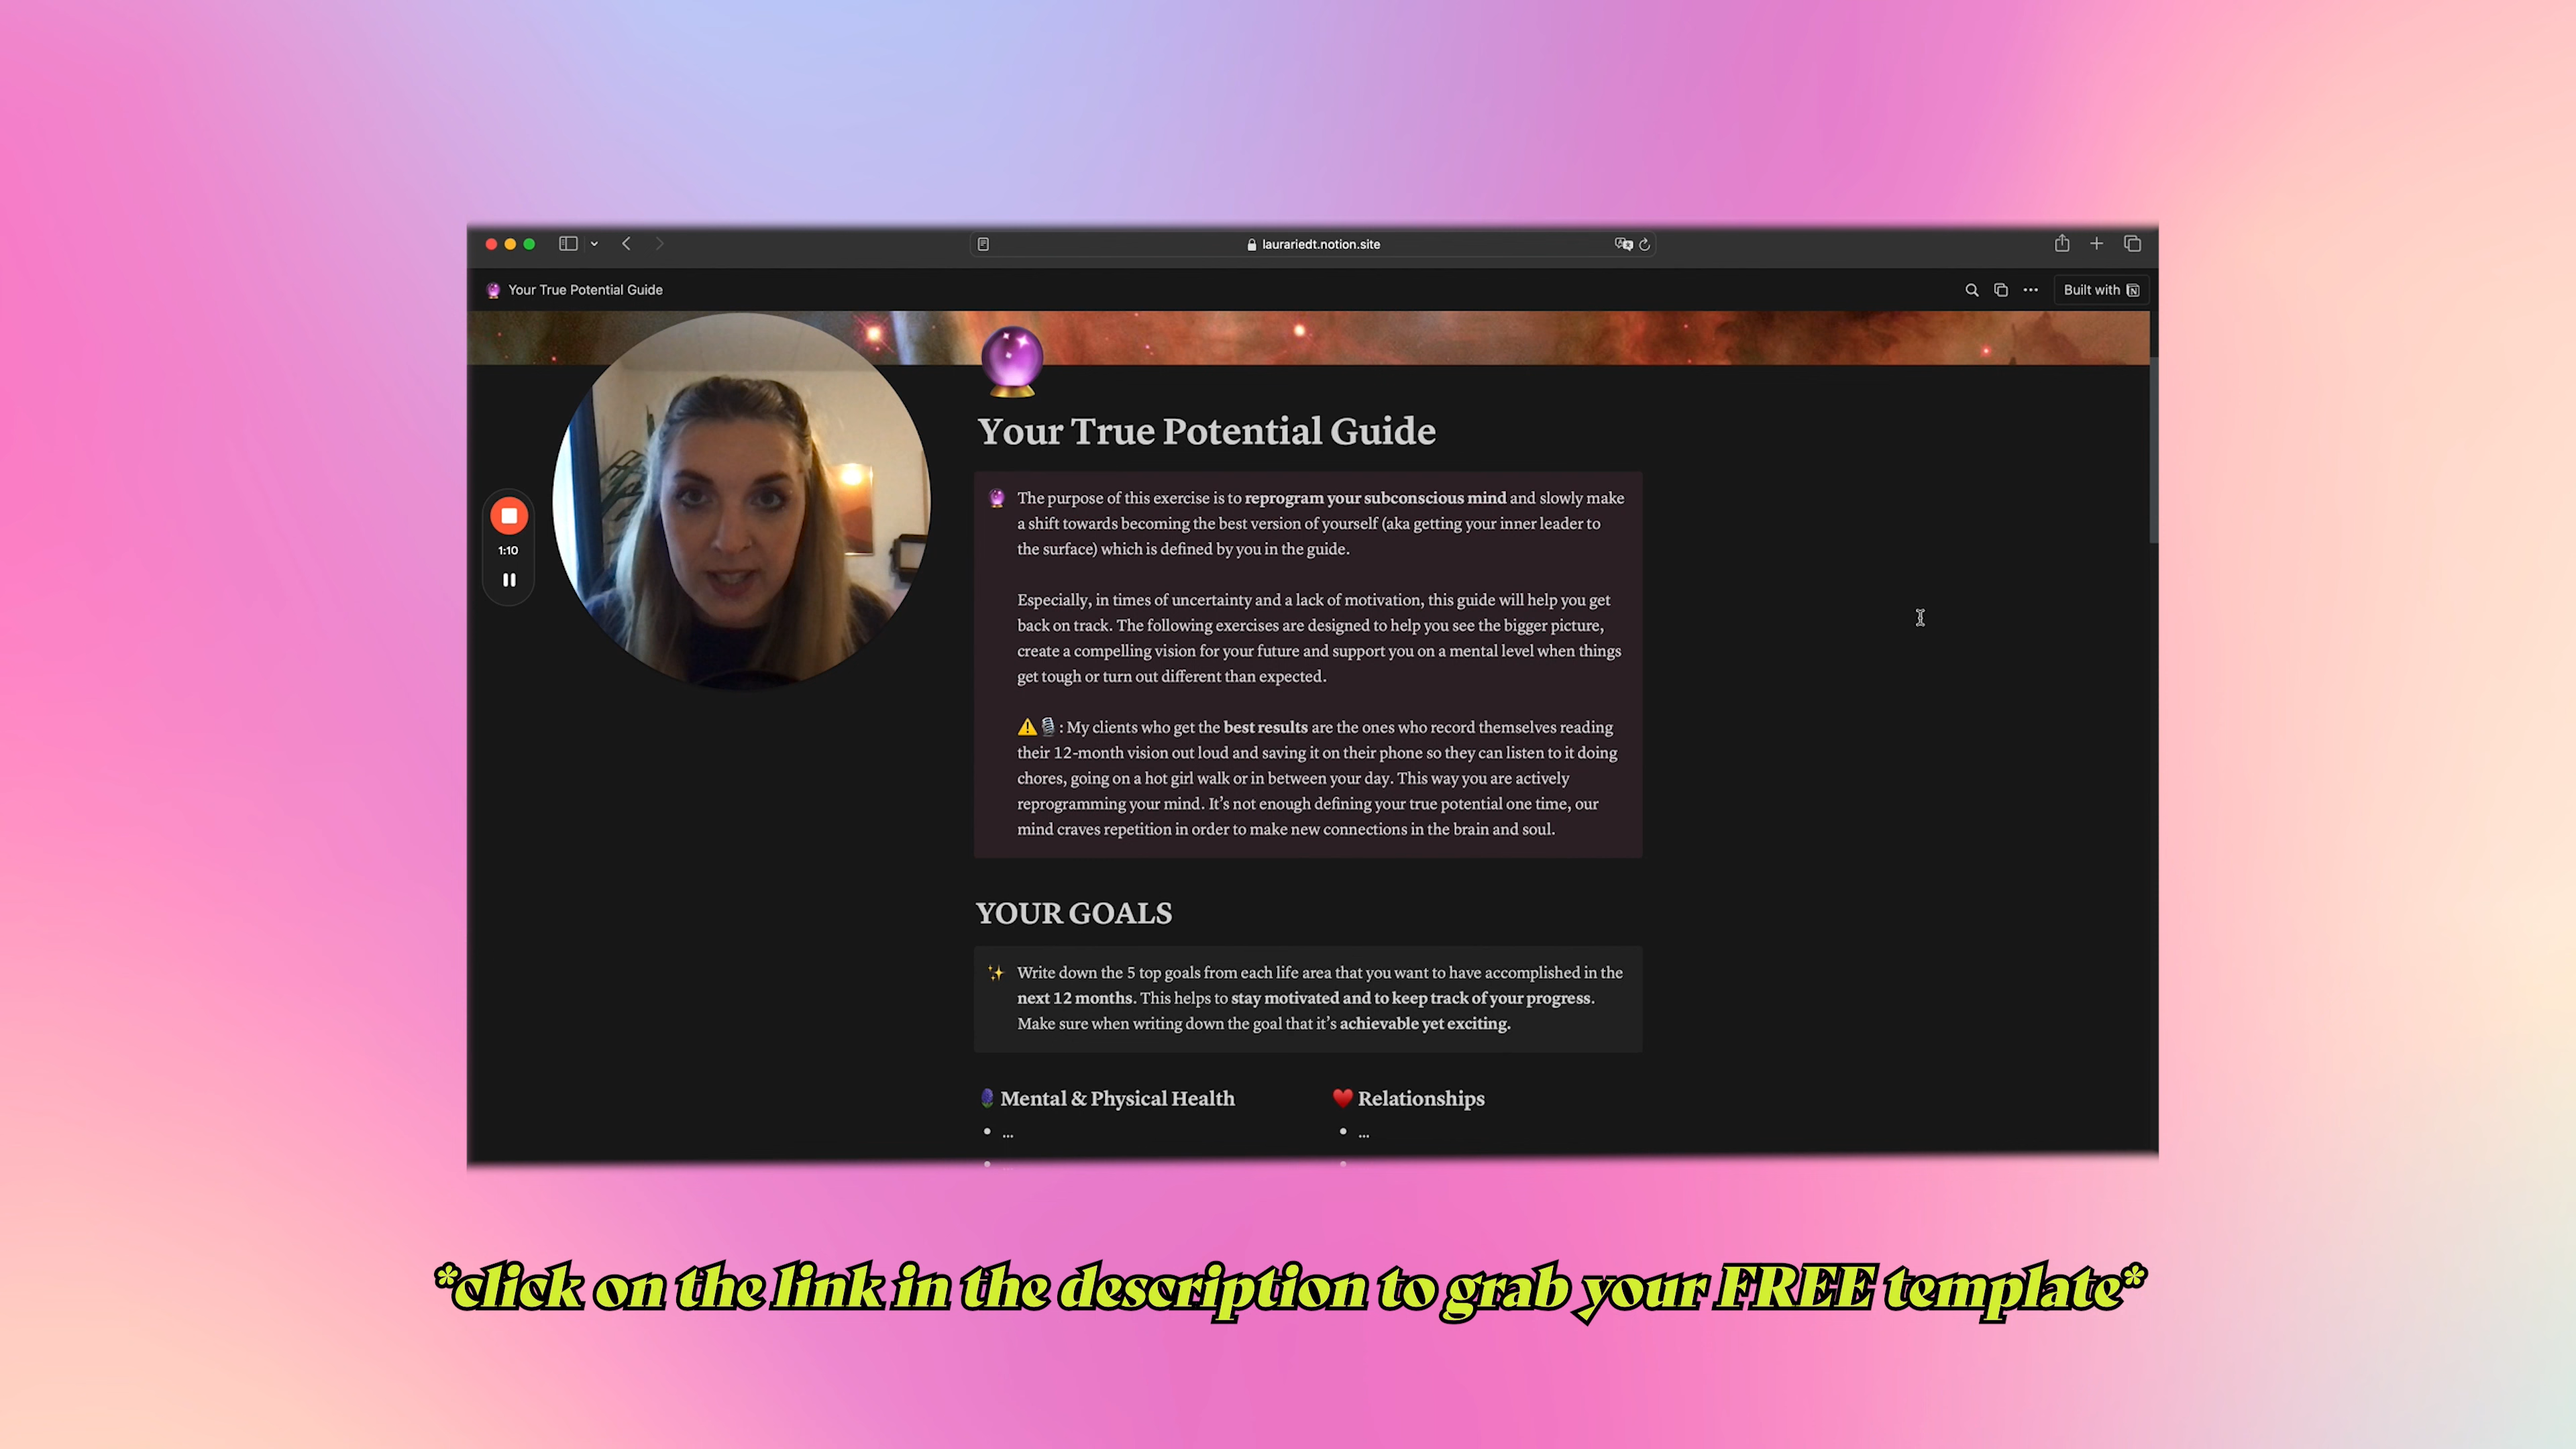 laurariedt.notion.site
Your True Potential Guide
Built with
Your True Potential Guide
The purpose of this exercise is to reprogram your subconscious mind and slowly make
a shift towards becoming the best version of yourself (aka getting your inner leader to
the surface) which is defined by you in the guide.
Especially, in times of uncertainty and a lack of motivation, this guide will help you get
back on track. The following exercises are designed to help you see the bigger picture,
create a compelling vision for your future and support you on a mental level when things
get tough or turn out different than expected.
1:10
⚠️🎙️: My clients who get the best results are the ones who record themselves reading
their 12-month vision out loud and saving it on their phone so they can listen to it doing
chores, going on a hot girl walk or in between your day. This way you are actively
reprogramming your mind. It's not enough defining your true potential one time, our
mind craves repetition in order to make new connections in the brain and soul.
YOUR GOALS
Write down the 5 top goals from each life area that you want to have accomplished in the
next 12 months. This helps to stay motivated and to keep track of your progress.
Make sure when writing down the goal that it's achievable yet exciting.
Mental & Physical Health
• ...
Relationships
• ...
*click on the link in the description to grab your FREE template*